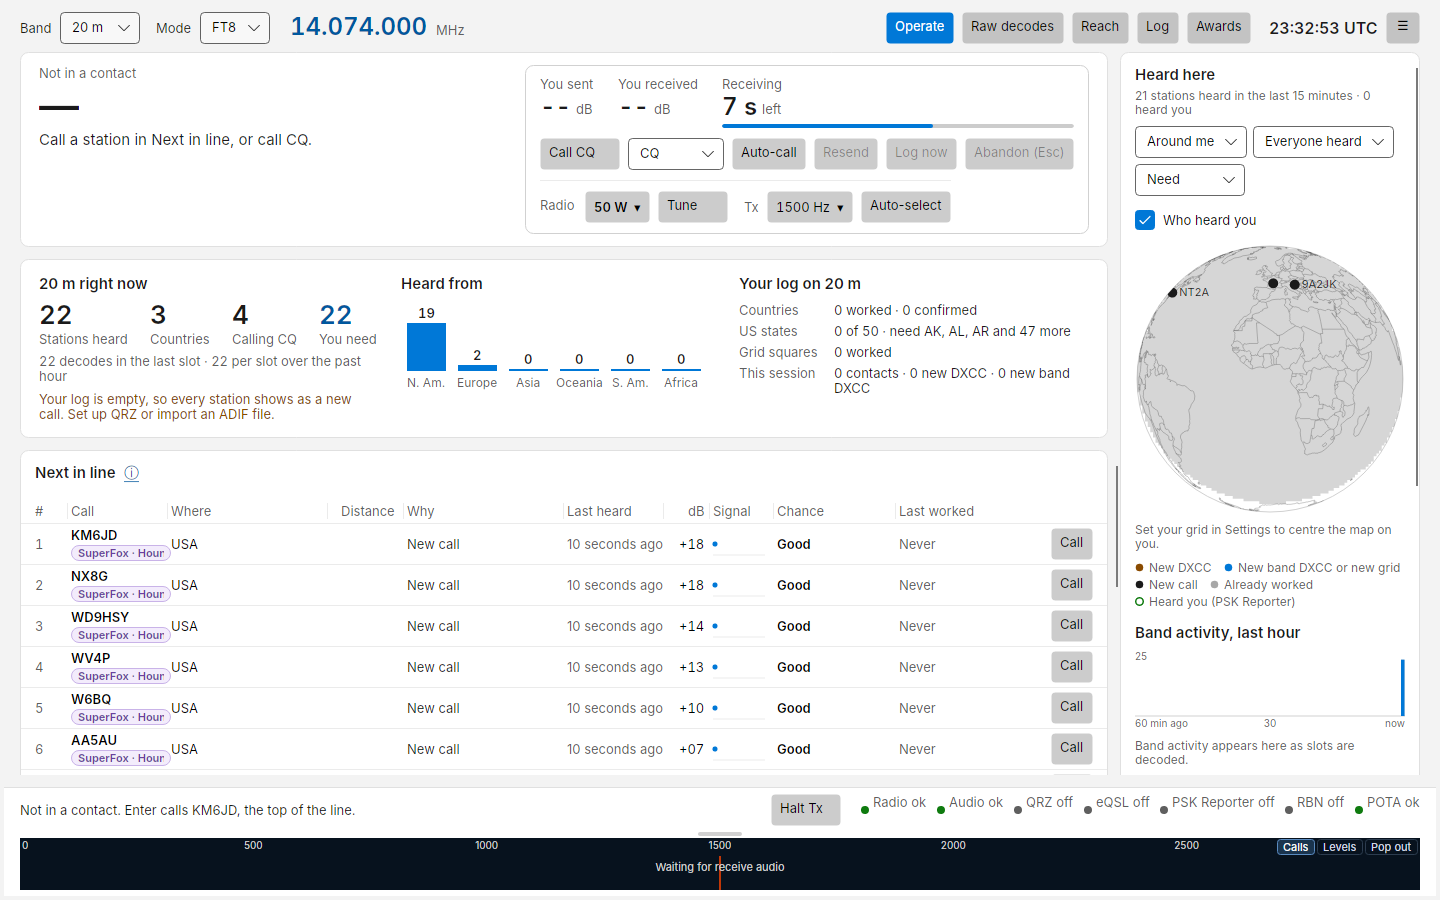 Band 20 m Mode FT8 14.074.000 MHz Operate Raw decodes Reach Log Awards 23:32:53 UTC ☰
Not in a contact
Call a station in Next in line, or call CQ.
You sent You received Receiving
-- dB -- dB 7 s left
Call CQ CQ Auto-call Resend Log now Abandon (Esc)
Radio 50 W ▾ Tune Tx 1500 Hz ▾ Auto-select
20 m right now
22 3 4 22
Stations heard Countries Calling CQ You need
22 decodes in the last slot · 22 per slot over the past
hour
Your log is empty, so every station shows as a new
call. Set up QRZ or import an ADIF file.
Heard from
19 2 0 0 0 0
N. Am. Europe Asia Oceania S. Am. Africa
Your log on 20 m
Countries 0 worked · 0 confirmed
US states 0 of 50 · need AK, AL, AR and 47 more
Grid squares 0 worked
This session 0 contacts · 0 new DXCC · 0 new band
DXCC
Next in line ⓘ
# Call Where Distance Why Last heard dB Signal Chance Last worked
1 KM6JD USA New call 10 seconds ago +18 Good Never Call
SuperFox · Hour
2 NX8G USA New call 10 seconds ago +18 Good Never Call
SuperFox · Hour
3 WD9HSY USA New call 10 seconds ago +14 Good Never Call
SuperFox · Hour
4 WV4P USA New call 10 seconds ago +13 Good Never Call
SuperFox · Hour
5 W6BQ USA New call 10 seconds ago +10 Good Never Call
SuperFox · Hour
6 AA5AU USA New call 10 seconds ago +07 Good Never Call
SuperFox · Hour
Heard here
21 stations heard in the last 15 minutes · 0
heard you
Around me Everyone heard
Need
Who heard you
NT2A 9A2JK
Set your grid in Settings to centre the map on
you.
New DXCC New band DXCC or new grid
New call Already worked
Heard you (PSK Reporter)
Band activity, last hour
25
60 min ago 30 now
Band activity appears here as slots are
decoded.
Not in a contact. Enter calls KM6JD, the top of the line. Halt Tx Radio ok Audio ok QRZ off eQSL off PSK Reporter off RBN off POTA ok
0 500 1000 1500 2000 2500 Calls Levels Pop out
Waiting for receive audio